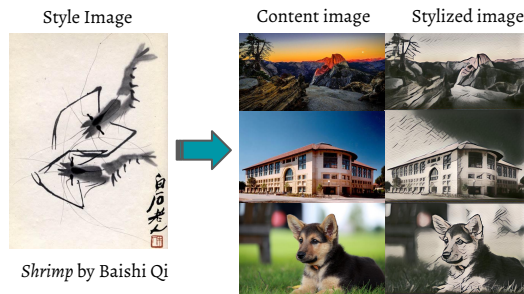 Style Image
Content image
Stylized image
白石老人
Shrimp by Baishi Qi